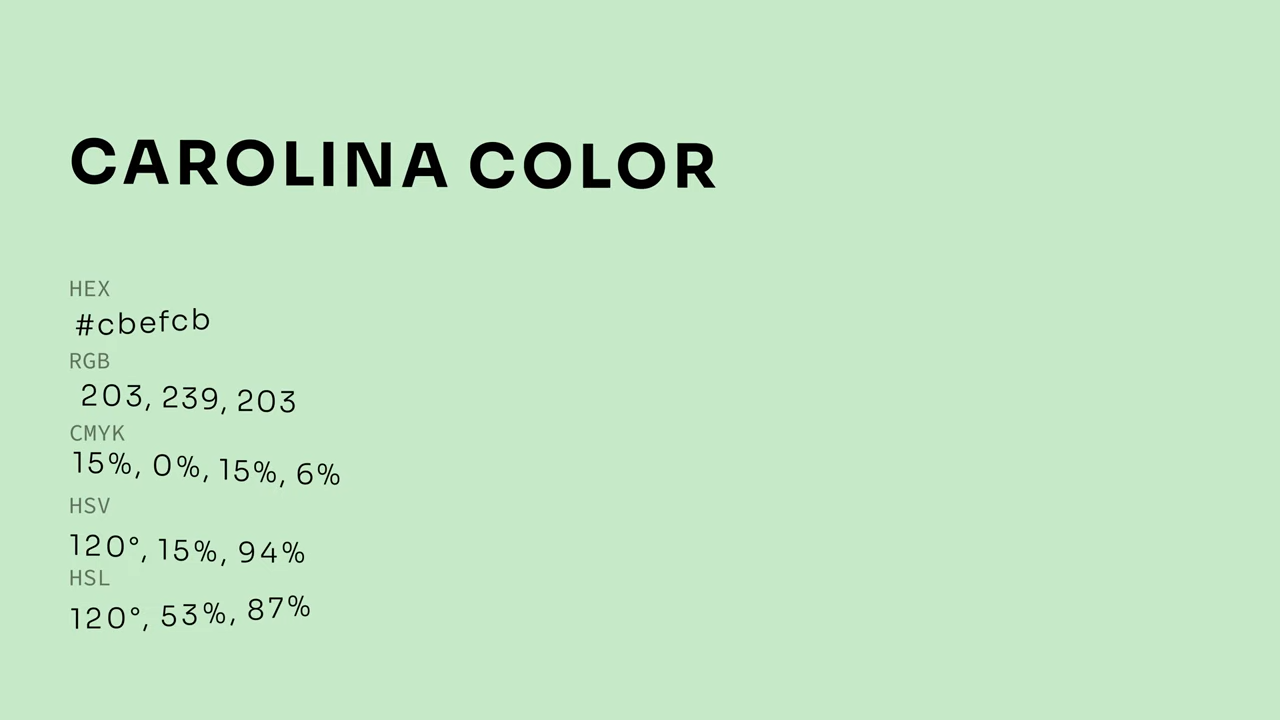 CAROLINA COLOR
HEX
#cbefcb
RGB
203, 239, 203
CMYK
15%, 0%, 15%, 6%
HSV
120°, 15%, 94%
HSL
120°, 53%, 87%